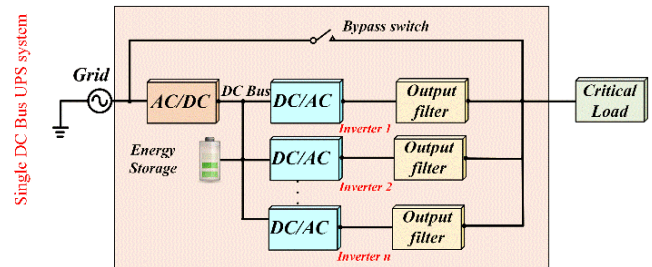 Single DC Bus UPS system
Bypass switch
Grid
AC/DC
DC Bus
DC/AC
Output
filter
Critical
Load
Inverter 1
Energy
Storage
DC/AC
Output
filter
Inverter 2
DC/AC
Output
filter
Inverter n